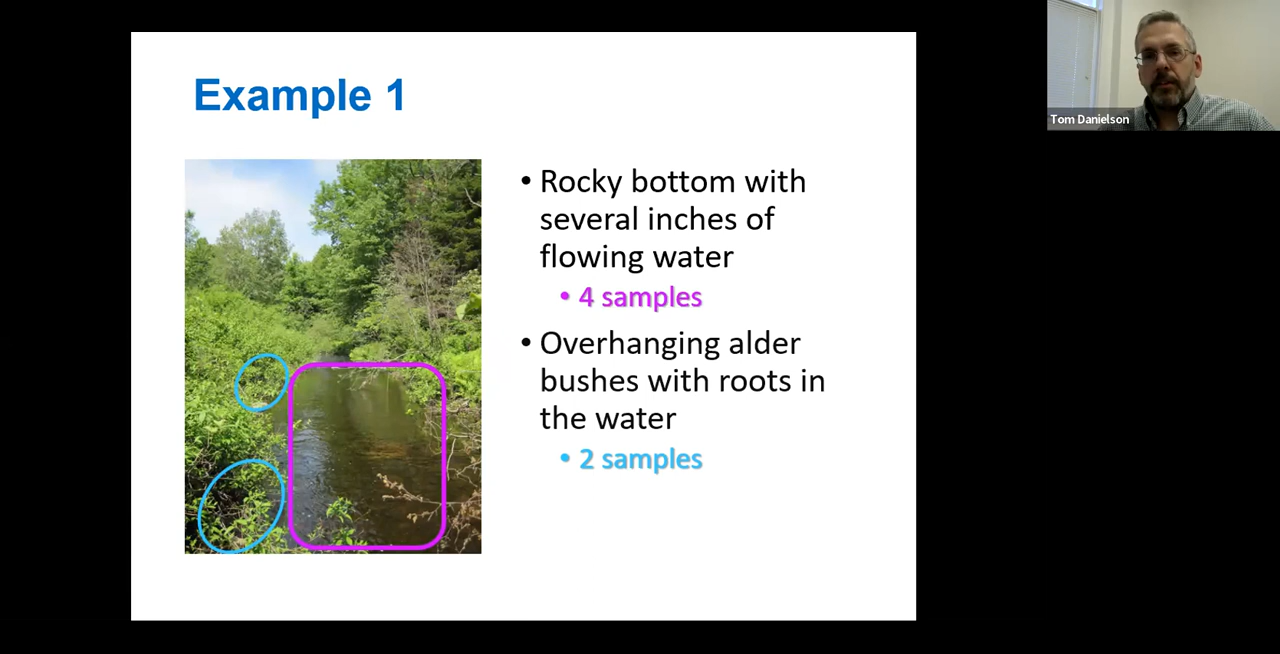 Example 1
• Rocky bottom with
several inches of
flowing water
• 4 samples
• Overhanging alder
bushes with roots in
the water
• 2 samples
Tom Danielson